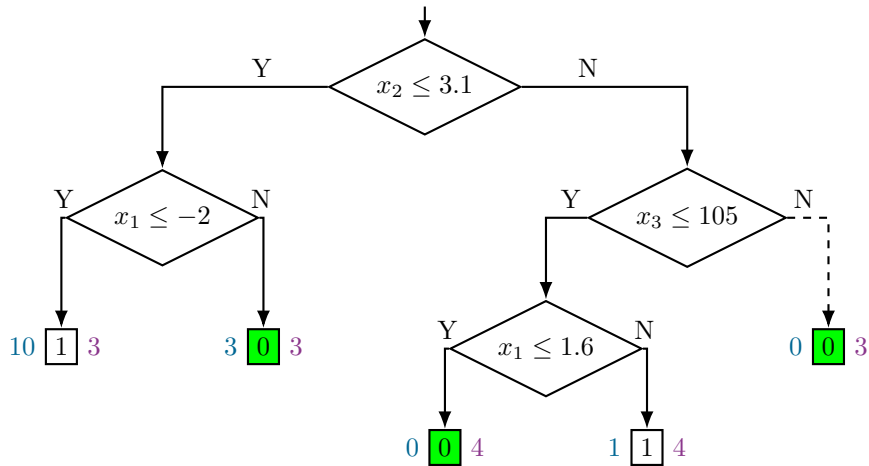 Y N
x₂ ≤ 3.1
Y N Y N
x₁ ≤ −2 x₃ ≤ 105
10 1 3 3 0 3 Y N 0 0 3
x₁ ≤ 1.6
0 0 4 1 1 4